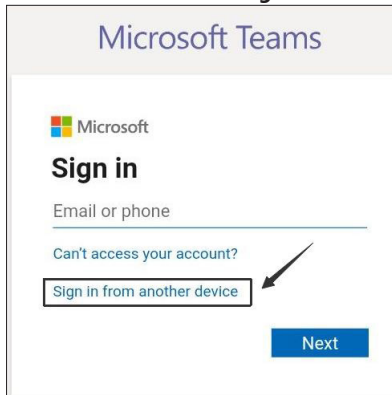 Microsoft Teams
Microsoft
Sign in
Email or phone
Can't access your account?
Sign in from another device
Next